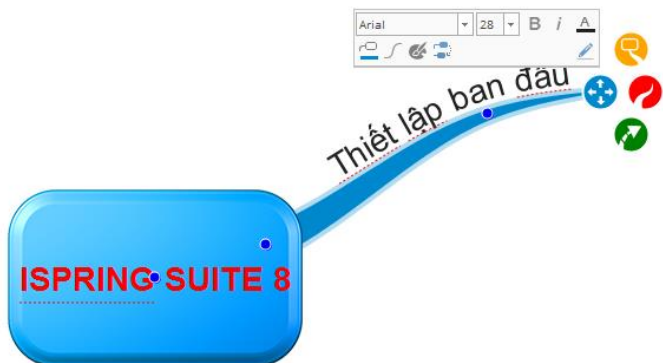 Arial 28 B i A
Thiết lập ban đầu
ISPRING SUITE 8